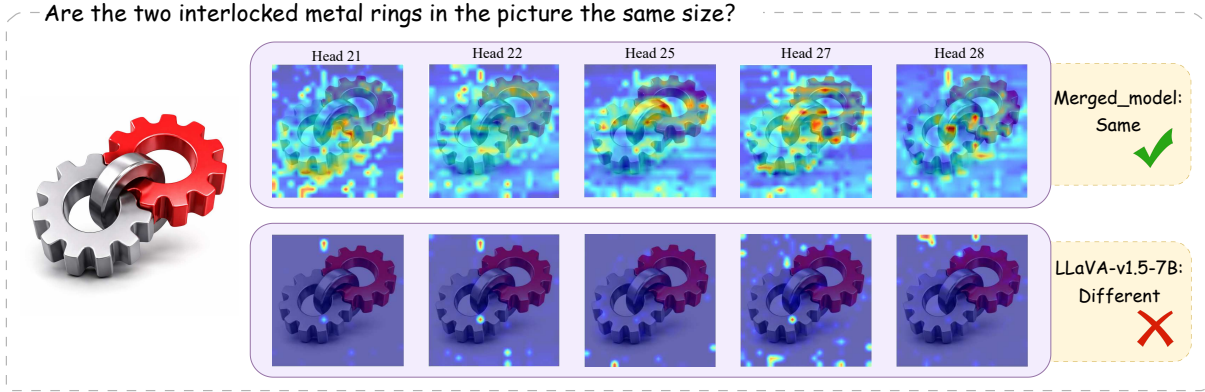 Are the two interlocked metal rings in the picture the same size?
Head 21 Head 22 Head 25 Head 27 Head 28
Merged_model:
Same
LLaVA-v1.5-7B:
Different